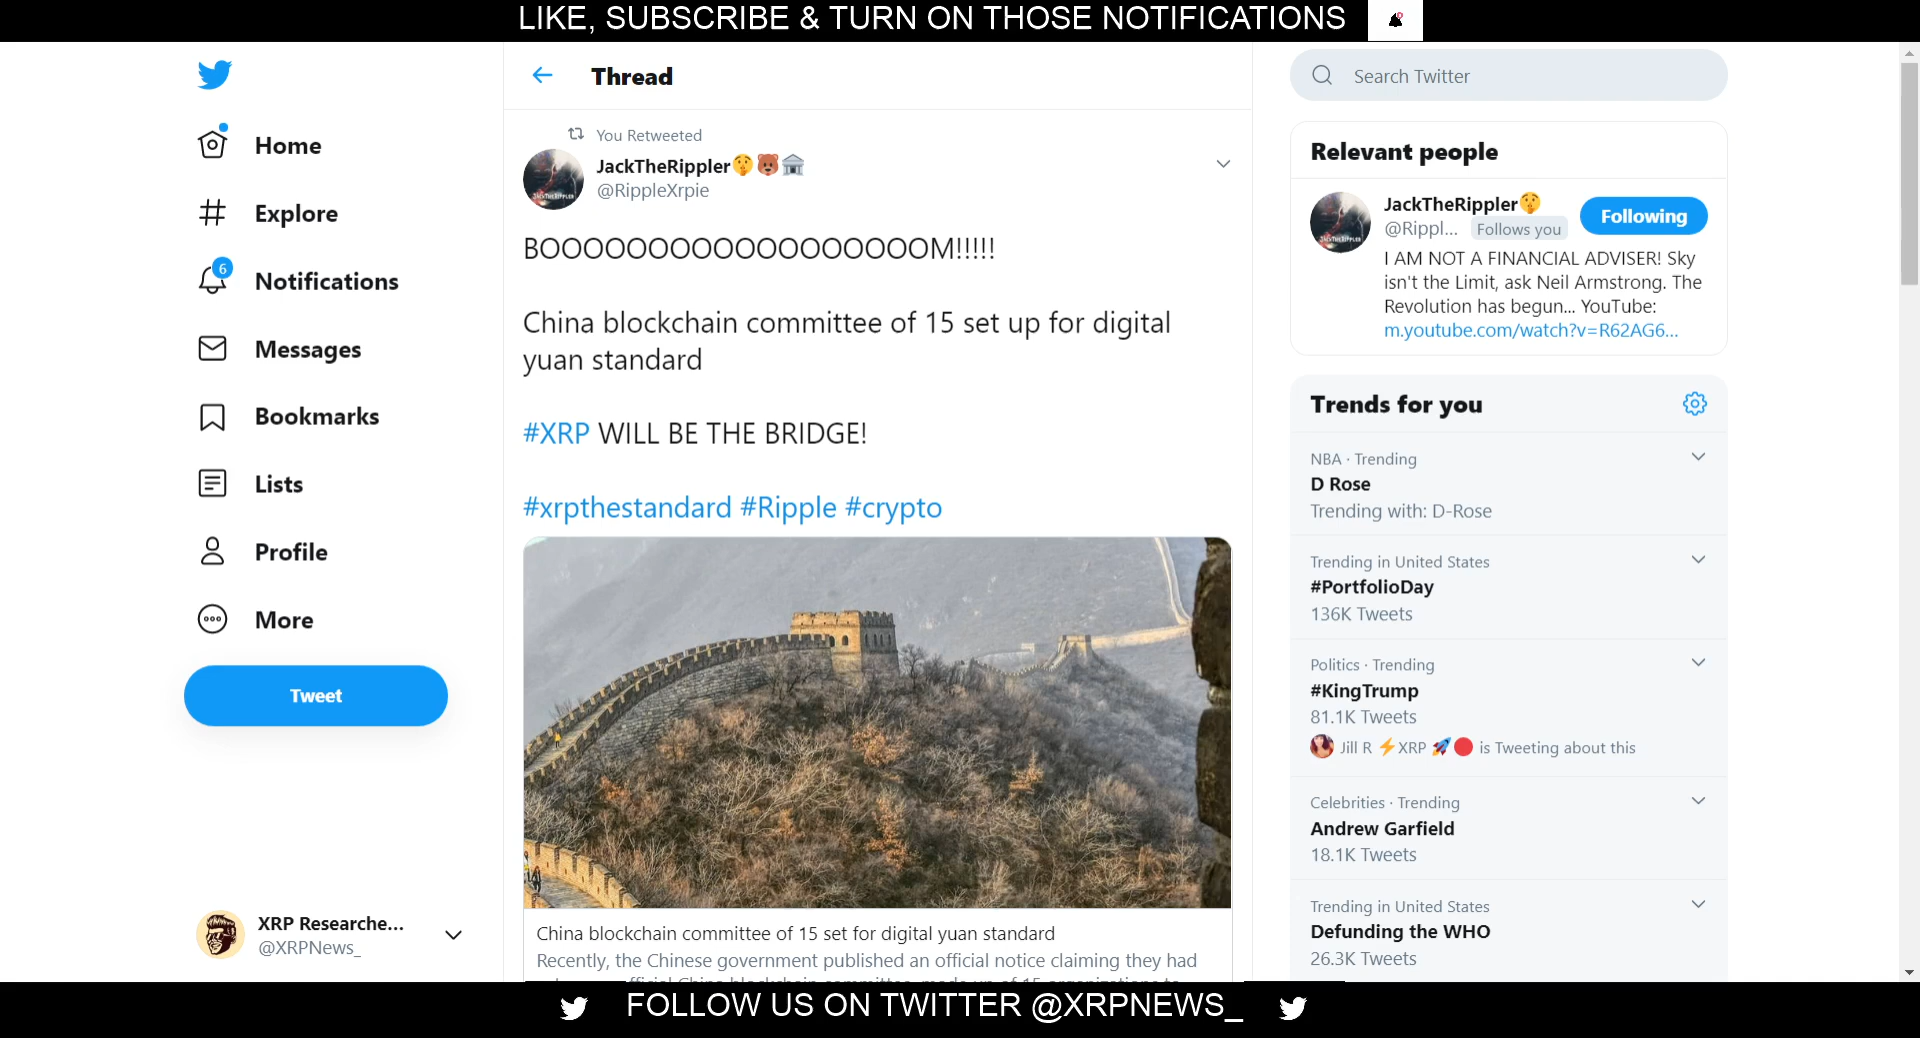 LIKE, SUBSCRIBE & TURN ON THOSE NOTIFICATIONS
Home
Explore
6
Notifications
Messages
Bookmarks
Lists
Profile
More
Tweet
XRP Researche...
@XRPNews_
Thread
You Retweeted
JackTheRippler🤫🐻🏛️
@RippleXrpie
BOOOOOOOOOOOOOOOOOOM!!!!!
China blockchain committee of 15 set up for digital
yuan standard
#XRP WILL BE THE BRIDGE!
#xrpthestandard #Ripple #crypto
China blockchain committee of 15 set for digital yuan standard
Recently, the Chinese government published an official notice claiming they had
Search Twitter
Relevant people
JackTheRippler🤫
@Rippl... Follows you
Following
I AM NOT A FINANCIAL ADVISER! Sky
isn't the Limit, ask Neil Armstrong. The
Revolution has begun... YouTube:
m.youtube.com/watch?v=R62AG6...
Trends for you
NBA · Trending
D Rose
Trending with: D-Rose
Trending in United States
#PortfolioDay
136K Tweets
Politics · Trending
#KingTrump
81.1K Tweets
Jill R ⚡XRP 🚀🔴 is Tweeting about this
Celebrities · Trending
Andrew Garfield
18.1K Tweets
Trending in United States
Defunding the WHO
26.3K Tweets
FOLLOW US ON TWITTER @XRPNEWS_